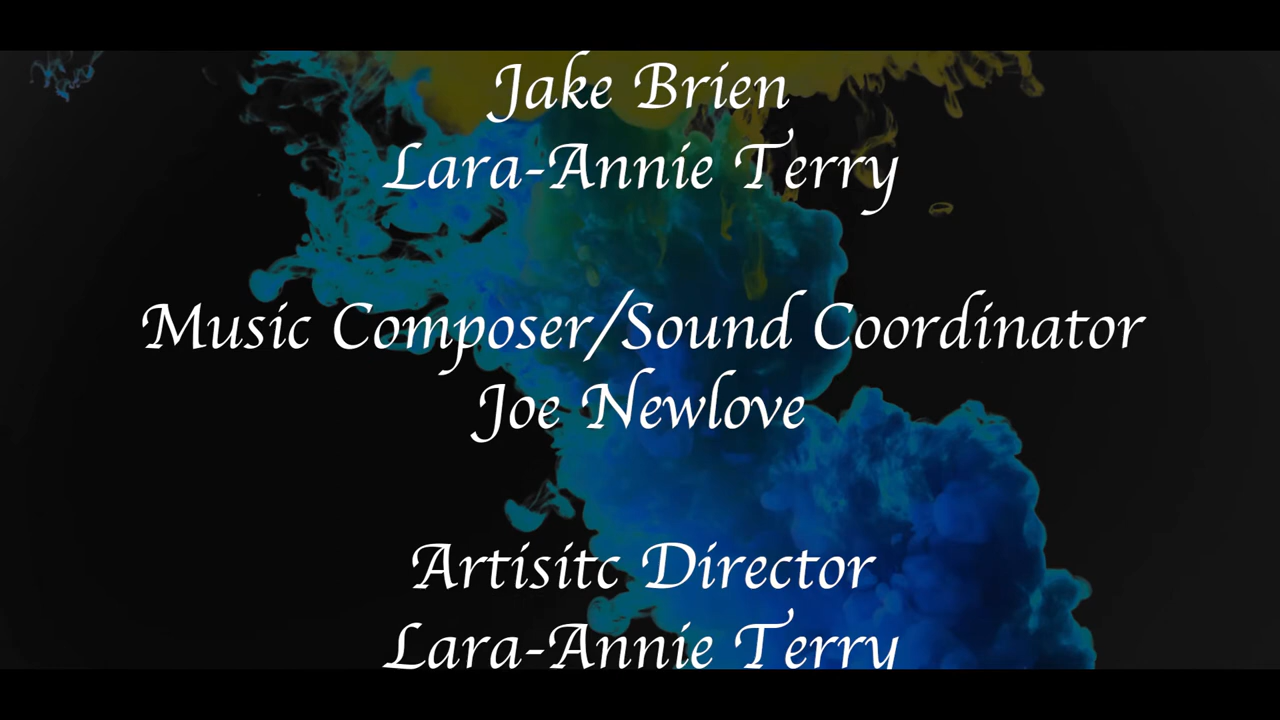 Jake Brien
Lara-Annie Terry
Music Composer/Sound Coordinator
Joe Newlove
Artisitc Director
Lara-Annie Terry